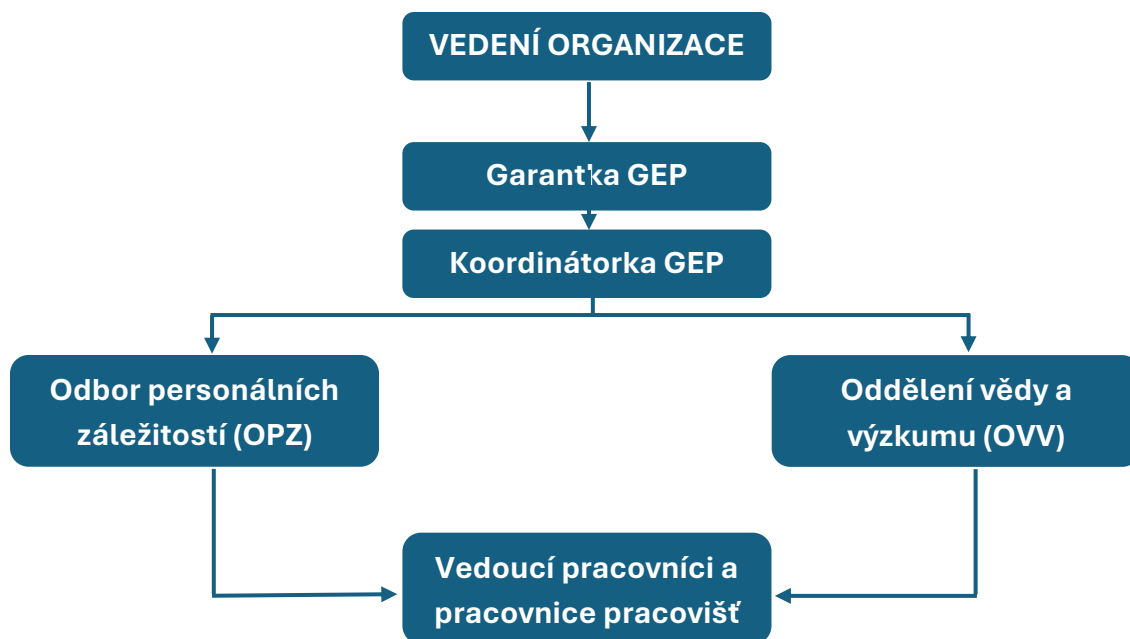 VEDENÍ ORGANIZACE
Garantka GEP
Koordinátorka GEP
Odbor personálních
záležitostí (OPZ)
Oddělení vědy a
výzkumu (OVV)
Vedoucí pracovníci a
pracovnice pracovišť